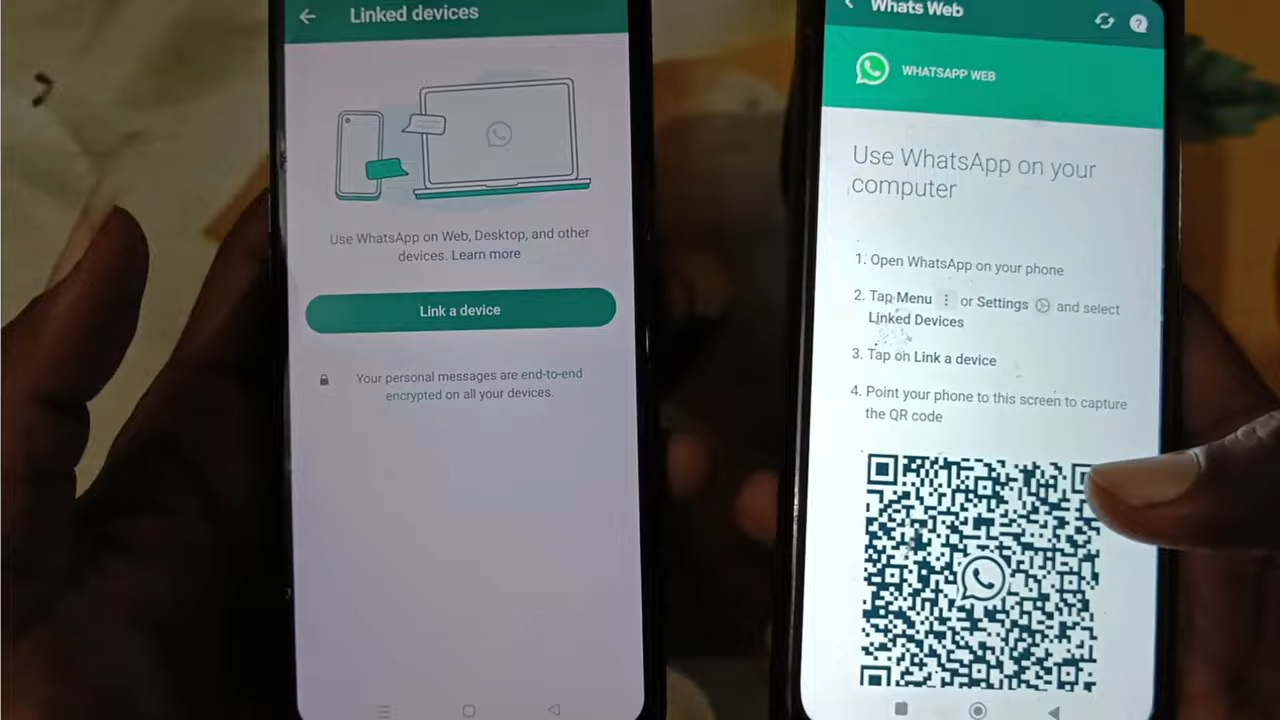 Linked devices
Use WhatsApp on Web, Desktop, and other
devices. Learn more
Link a device
Your personal messages are end-to-end
encrypted on all your devices.
Whats Web
WHATSAPP WEB
Use WhatsApp on your
computer
1. Open WhatsApp on your phone
2. Tap Menu ⋮ or Settings and select
Linked Devices
3. Tap on Link a device
4. Point your phone to this screen to capture
the QR code